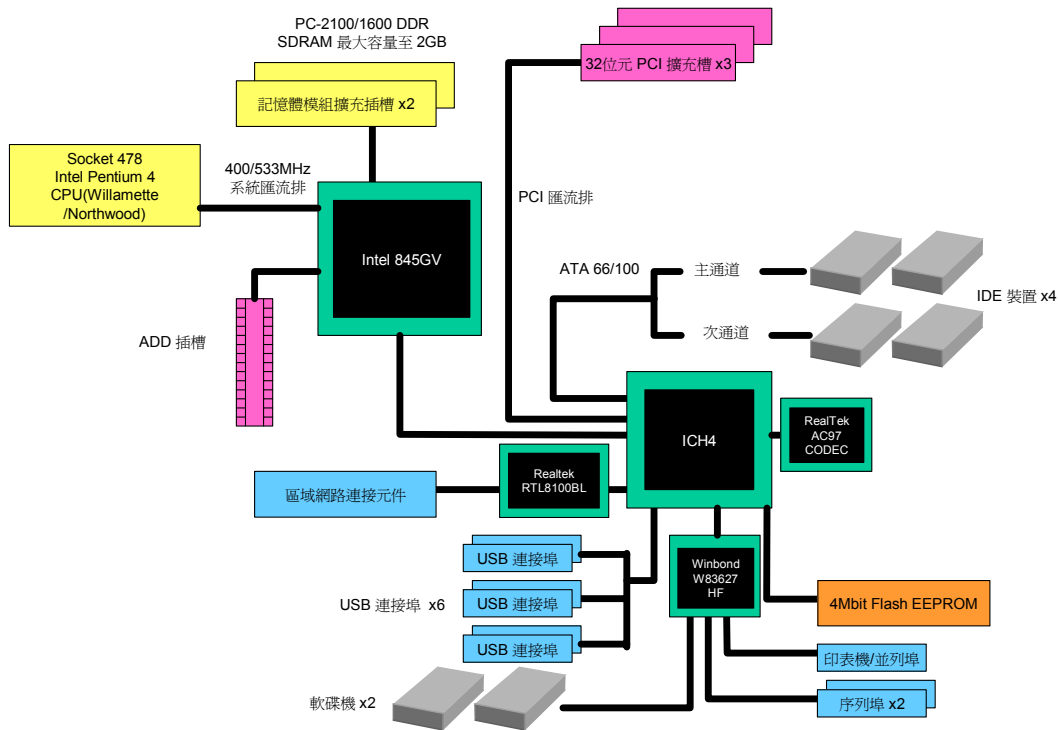 PC-2100/1600 DDR
SDRAM 最大容量至 2GB
32位元 PCI 擴充槽 x3
記憶體模組擴充插槽 x2
Socket 478
Intel Pentium 4
CPU(Willamette
/Northwood)
400/533MHz
系統匯流排
PCI 匯流排
Intel 845GV
ATA 66/100
主通道
IDE 裝置 x4
次通道
ADD 插槽
ICH4
RealTek
AC97
CODEC
Realtek
RTL8100BL
區域網路連接元件
USB 連接埠
Winbond
W83627
HF
USB 連接埠 x6
USB 連接埠
4Mbit Flash EEPROM
USB 連接埠
印表機/並列埠
軟碟機 x2
序列埠 x2